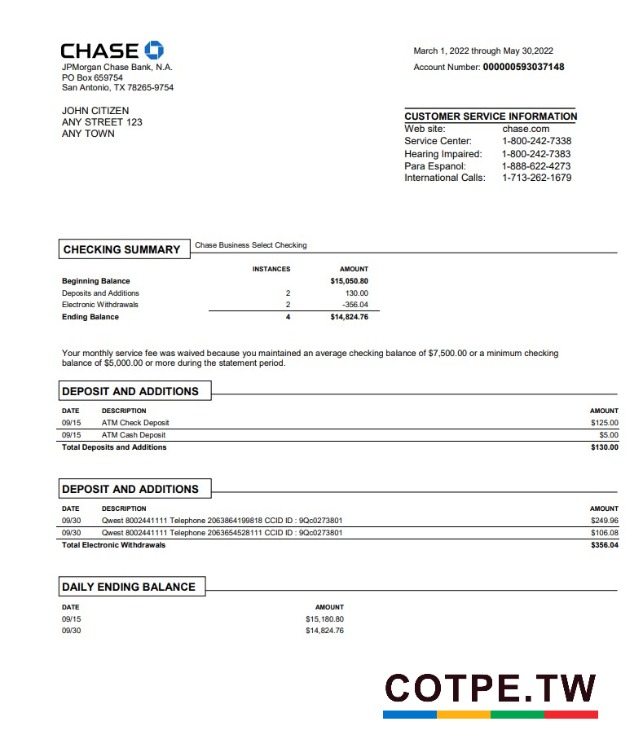 CHASE
JPMorgan Chase Bank, N.A.
PO Box 659754
San Antonio, TX 78265-9754
March 1, 2022 through May 30,2022
Account Number: 000000593037148
JOHN CITIZEN
ANY STREET 123
ANY TOWN
CUSTOMER SERVICE INFORMATION
Web site: chase.com
Service Center: 1-800-242-7338
Hearing Impaired: 1-800-242-7383
Para Espanol: 1-888-622-4273
International Calls: 1-713-262-1679
CHECKING SUMMARY Chase Business Select Checking
INSTANCES AMOUNT
Beginning Balance $15,050.80
Deposits and Additions 2 130.00
Electronic Withdrawals 2 -356.04
Ending Balance 4 $14,824.76
Your monthly service fee was waived because you maintained an average checking balance of $7,500.00 or a minimum checking
balance of $5,000.00 or more during the statement period.
DEPOSIT AND ADDITIONS
DATE DESCRIPTION AMOUNT
09/15 ATM Check Deposit $125.00
09/15 ATM Cash Deposit $5.00
Total Deposits and Additions $130.00
DEPOSIT AND ADDITIONS
DATE DESCRIPTION AMOUNT
09/30 Qwest 8002441111 Telephone 2063864199818 CCID ID : 9Qc0273801 $249.96
09/30 Qwest 8002441111 Telephone 2063654528111 CCID ID : 9Qc0273801 $106.08
Total Electronic Withdrawals $356.04
DAILY ENDING BALANCE
DATE AMOUNT
09/15 $15,180.80
09/30 $14,824.76
COTPE.TW